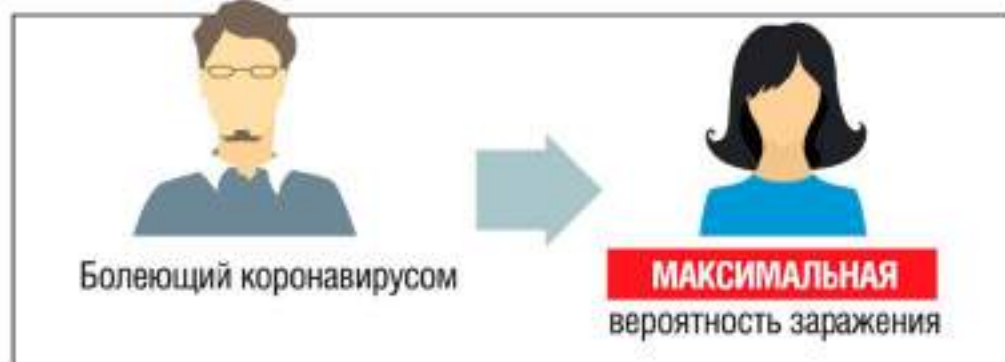 Болеющий коронавирусом
МАКСИМАЛЬНАЯ
вероятность заражения